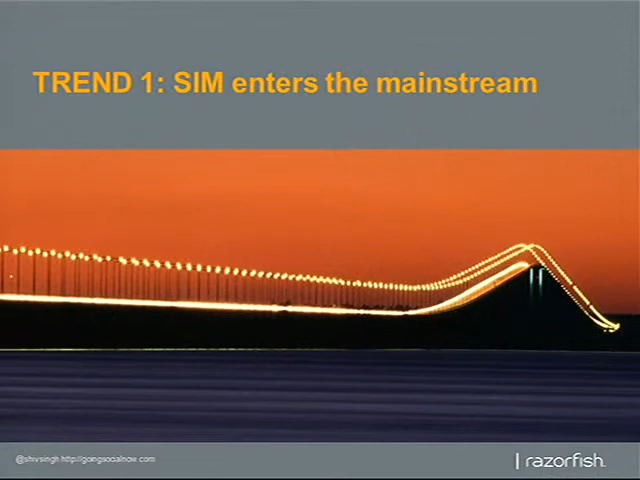 TREND 1: SIM enters the mainstream
@shivsingh http://goingsocialnow.com
| razorfish.